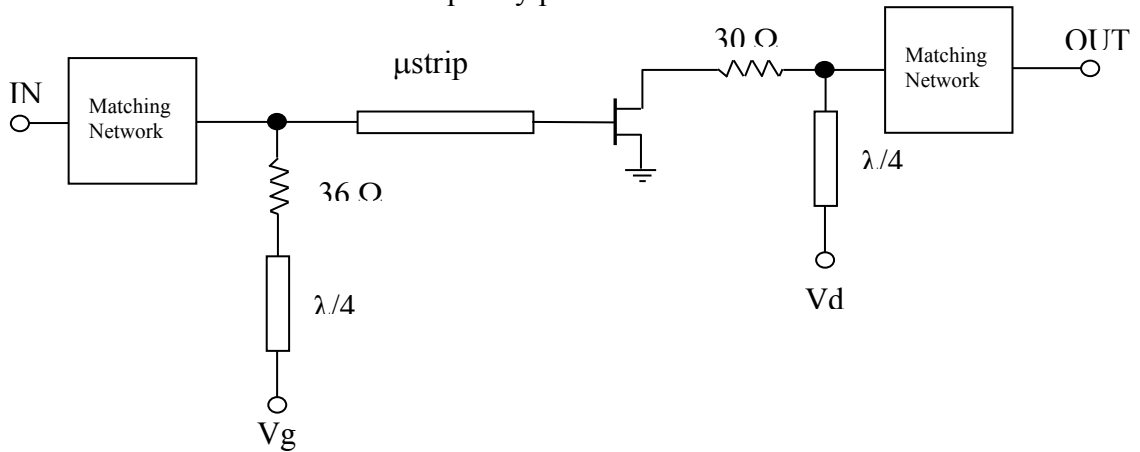 30 Ω
OUT
Matching
Network
μstrip
IN
Matching
Network
36 Ω
λ/4
λ/4
Vd
Vg